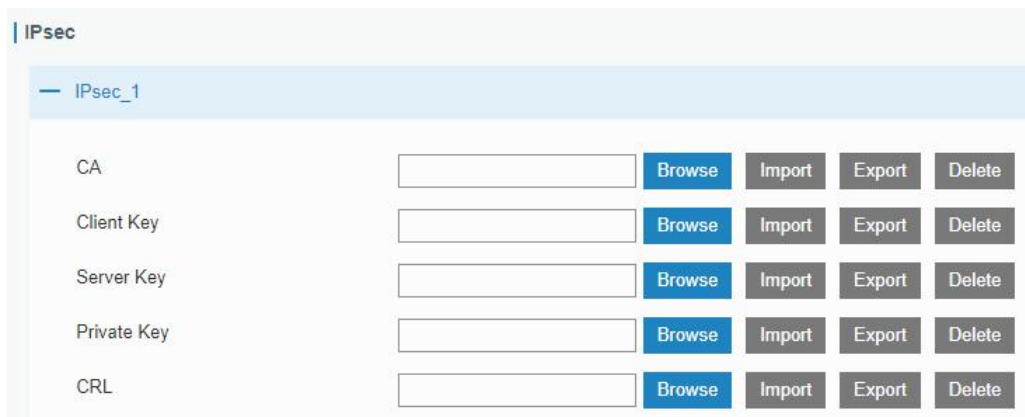 IPsec
IPsec_1
CA Browse Import Export Delete
Client Key Browse Import Export Delete
Server Key Browse Import Export Delete
Private Key Browse Import Export Delete
CRL Browse Import Export Delete